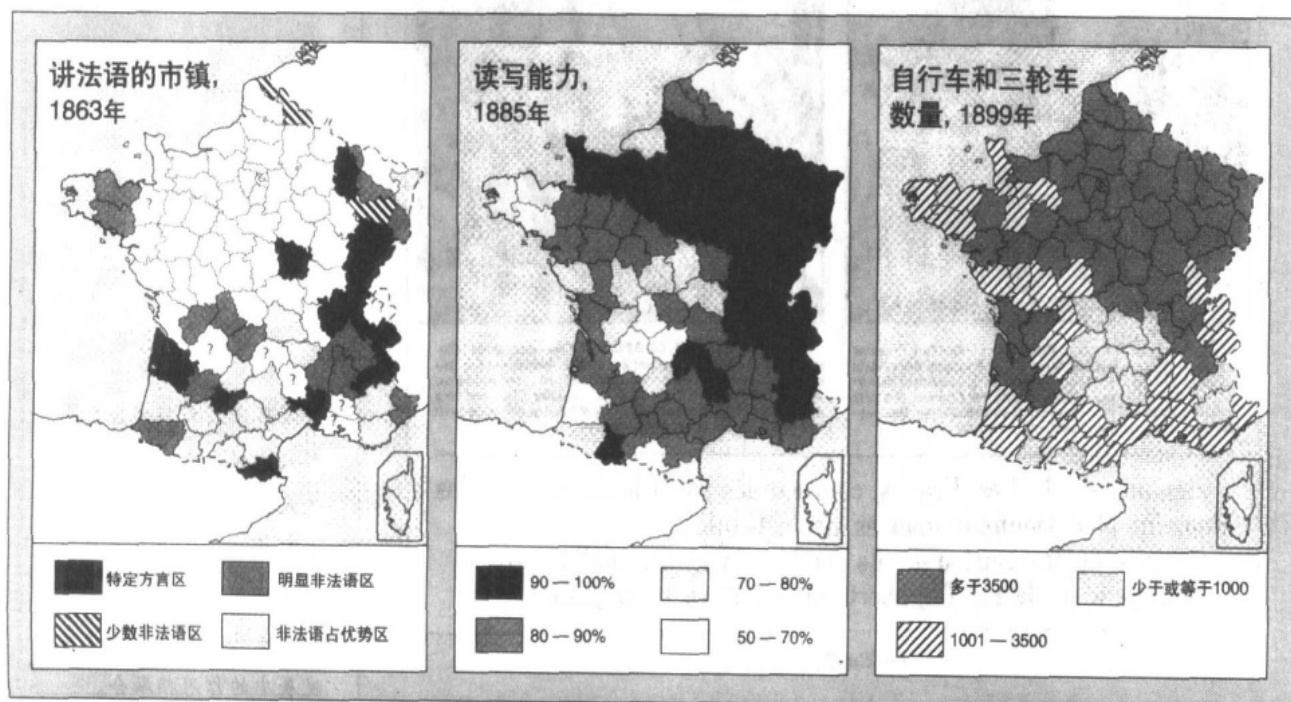 讲法语的市镇,
1863年
?
?
?
?
?
特定方言区
明显非法语区
少数非法语区
非法语占优势区
读写能力,
1885年
90—100%
70—80%
80—90%
50—70%
自行车和三轮车
数量, 1899年
多于3500
少于或等于1000
1001—3500